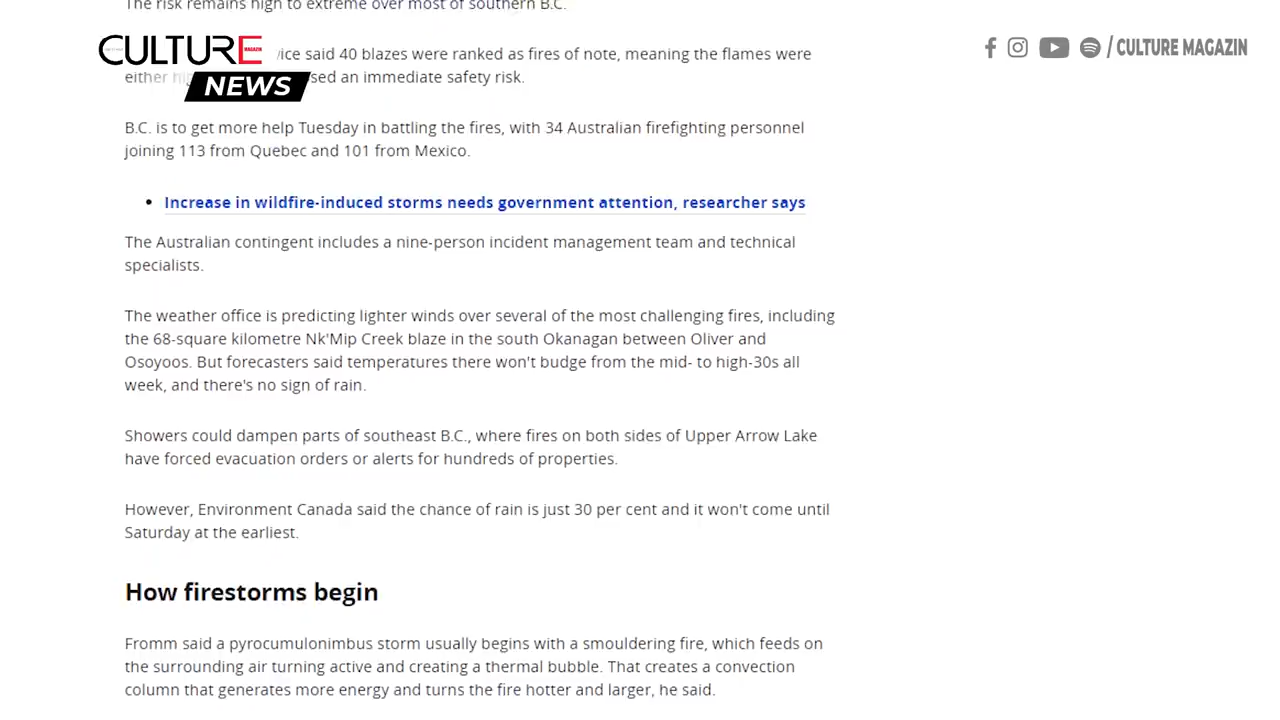 The risk remains high to extreme over most of southern B.C.
CULTURE MAGAZIN
NEWS
/ CULTURE MAGAZIN
said 40 blazes were ranked as fires of note, meaning the flames were
either an immediate safety risk.
B.C. is to get more help Tuesday in battling the fires, with 34 Australian firefighting personnel
joining 113 from Quebec and 101 from Mexico.
• Increase in wildfire-induced storms needs government attention, researcher says
The Australian contingent includes a nine-person incident management team and technical
specialists.
The weather office is predicting lighter winds over several of the most challenging fires, including
the 68-square kilometre Nk'Mip Creek blaze in the south Okanagan between Oliver and
Osoyoos. But forecasters said temperatures there won't budge from the mid- to high-30s all
week, and there's no sign of rain.
Showers could dampen parts of southeast B.C., where fires on both sides of Upper Arrow Lake
have forced evacuation orders or alerts for hundreds of properties.
However, Environment Canada said the chance of rain is just 30 per cent and it won't come until
Saturday at the earliest.
How firestorms begin
Fromm said a pyrocumulonimbus storm usually begins with a smouldering fire, which feeds on
the surrounding air turning active and creating a thermal bubble. That creates a convection
column that generates more energy and turns the fire hotter and larger, he said.